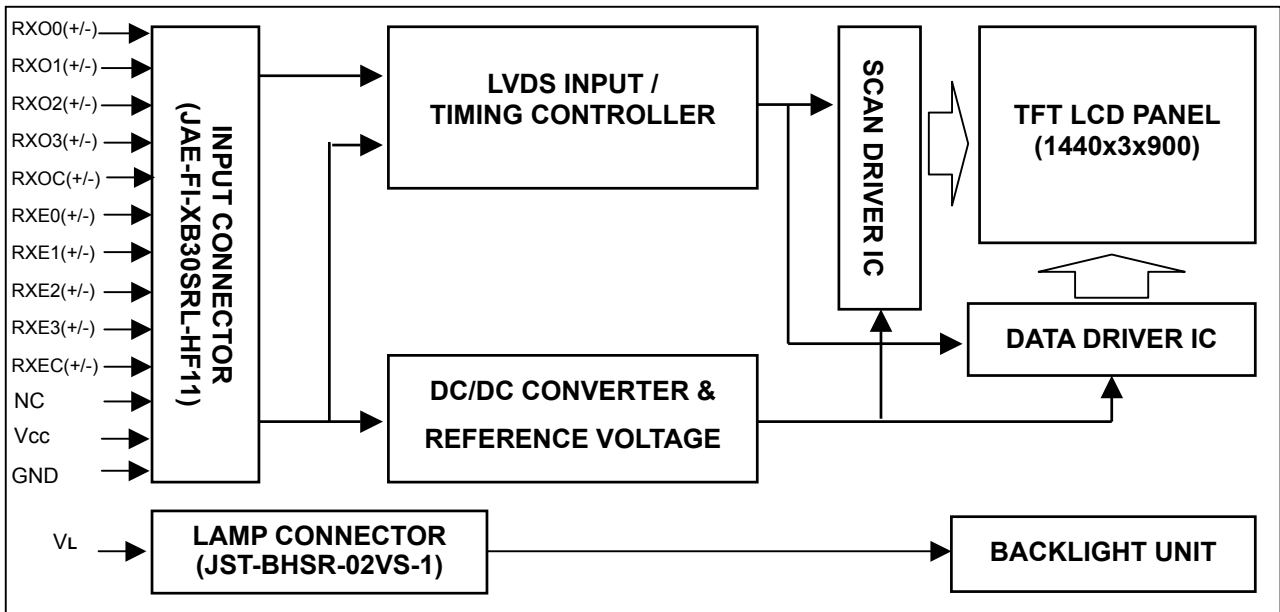 RXO0(+/-)
RXO1(+/-)
RXO2(+/-)
RXO3(+/-)
RXOC(+/-)
RXE0(+/-)
RXE1(+/-)
RXE2(+/-)
RXE3(+/-)
RXEC(+/-)
NC
Vcc
GND
VL
INPUT CONNECTOR
(JAE-FI-XB30SRL-HF11)
LVDS INPUT /
TIMING CONTROLLER
SCAN DRIVER IC
TFT LCD PANEL
(1440x3x900)
DATA DRIVER IC
DC/DC CONVERTER &
REFERENCE VOLTAGE
LAMP CONNECTOR
(JST-BHSR-02VS-1)
BACKLIGHT UNIT